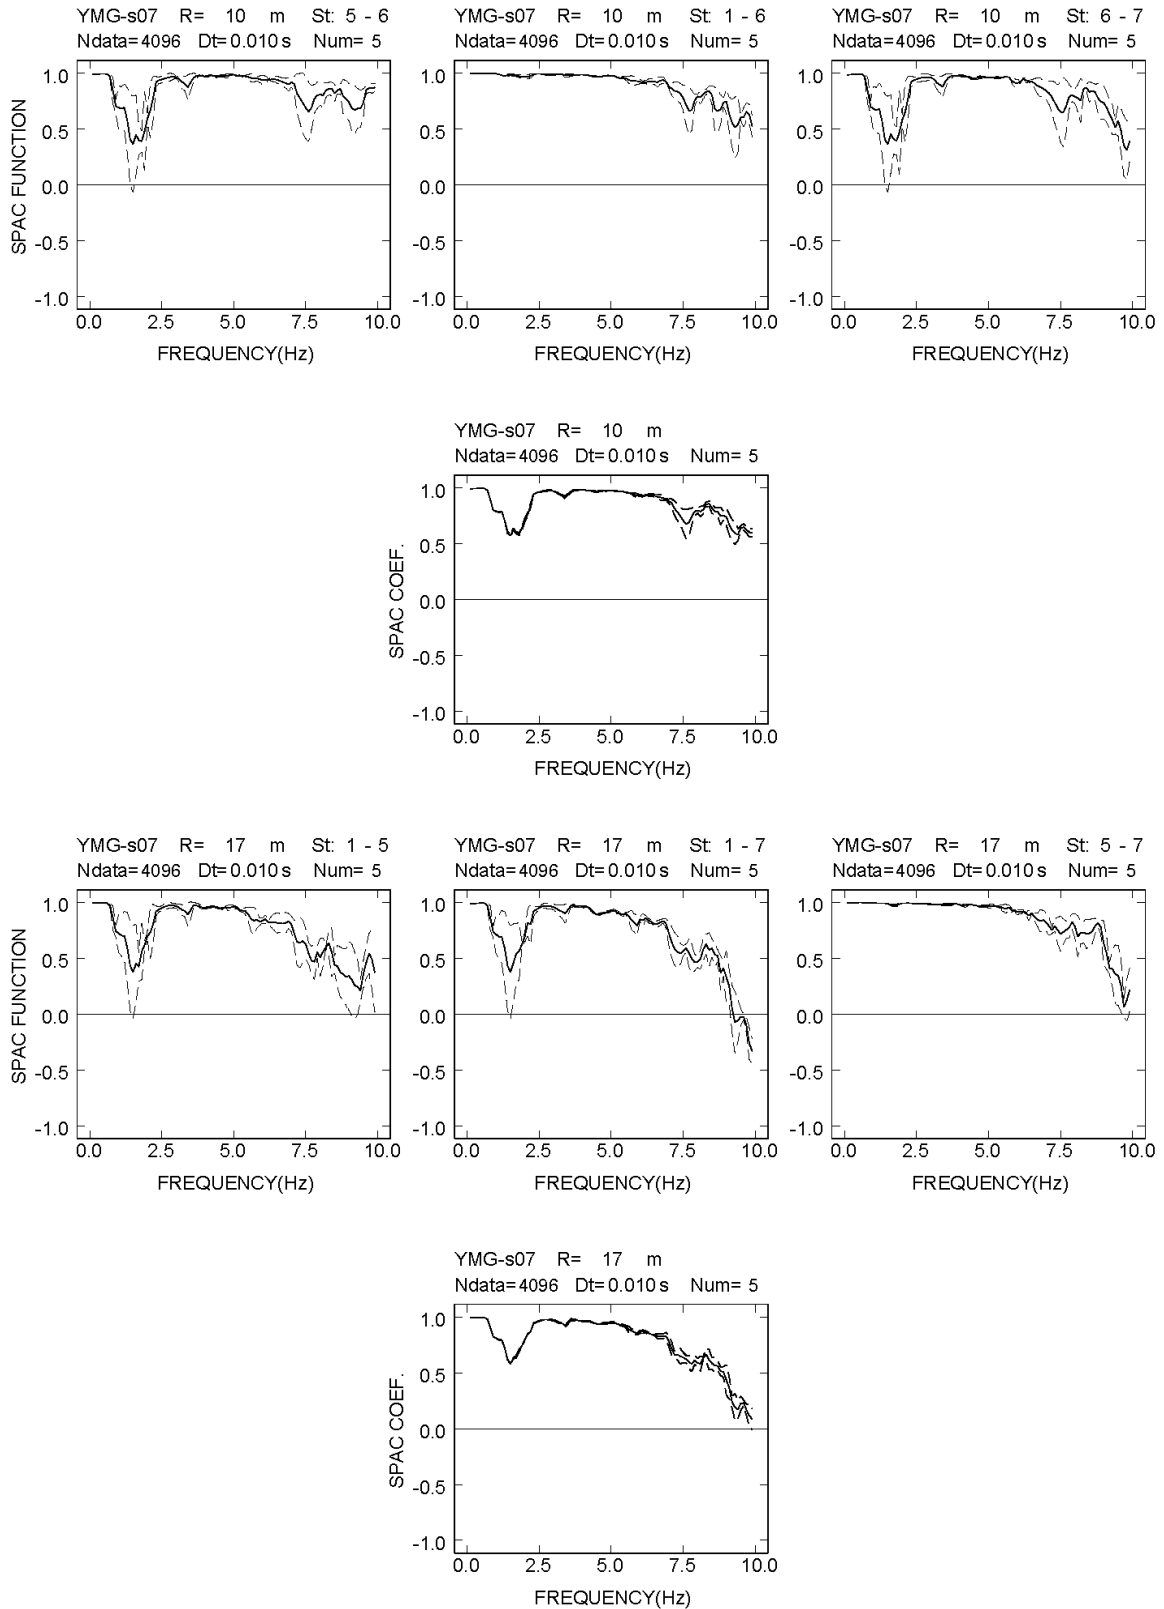 YMG-s07 R= 10 m St: 5 - 6
Ndata=4096 Dt=0.010 s Num= 5
YMG-s07 R= 10 m St: 1 - 6
Ndata=4096 Dt=0.010 s Num= 5
YMG-s07 R= 10 m St: 6 - 7
Ndata=4096 Dt=0.010 s Num= 5
SPAC FUNCTION
1.0
0.5
0.0
-0.5
-1.0
0.0 2.5 5.0 7.5 10.0
FREQUENCY(Hz)
1.0
0.5
0.0
-0.5
-1.0
0.0 2.5 5.0 7.5 10.0
FREQUENCY(Hz)
1.0
0.5
0.0
-0.5
-1.0
0.0 2.5 5.0 7.5 10.0
FREQUENCY(Hz)
YMG-s07 R= 10 m
Ndata=4096 Dt=0.010 s Num= 5
SPAC COEF.
1.0
0.5
0.0
-0.5
-1.0
0.0 2.5 5.0 7.5 10.0
FREQUENCY(Hz)
YMG-s07 R= 17 m St: 1 - 5
Ndata=4096 Dt=0.010 s Num= 5
YMG-s07 R= 17 m St: 1 - 7
Ndata=4096 Dt=0.010 s Num= 5
YMG-s07 R= 17 m St: 5 - 7
Ndata=4096 Dt=0.010 s Num= 5
SPAC FUNCTION
1.0
0.5
0.0
-0.5
-1.0
0.0 2.5 5.0 7.5 10.0
FREQUENCY(Hz)
1.0
0.5
0.0
-0.5
-1.0
0.0 2.5 5.0 7.5 10.0
FREQUENCY(Hz)
1.0
0.5
0.0
-0.5
-1.0
0.0 2.5 5.0 7.5 10.0
FREQUENCY(Hz)
YMG-s07 R= 17 m
Ndata=4096 Dt=0.010 s Num= 5
SPAC COEF.
1.0
0.5
0.0
-0.5
-1.0
0.0 2.5 5.0 7.5 10.0
FREQUENCY(Hz)